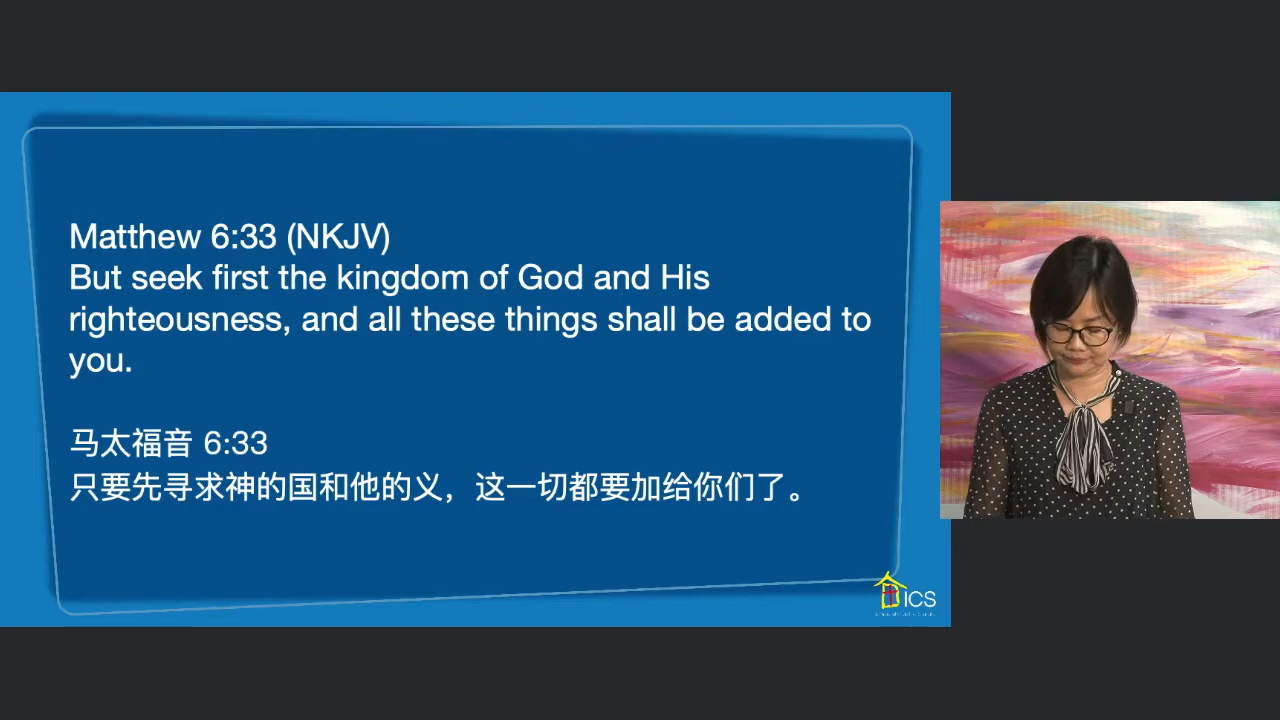 Matthew 6:33 (NKJV)
But seek first the kingdom of God and His
righteousness, and all these things shall be added to
you.
马太福音 6:33
只要先寻求神的国和他的义，这一切都要加给你们了。
ICS